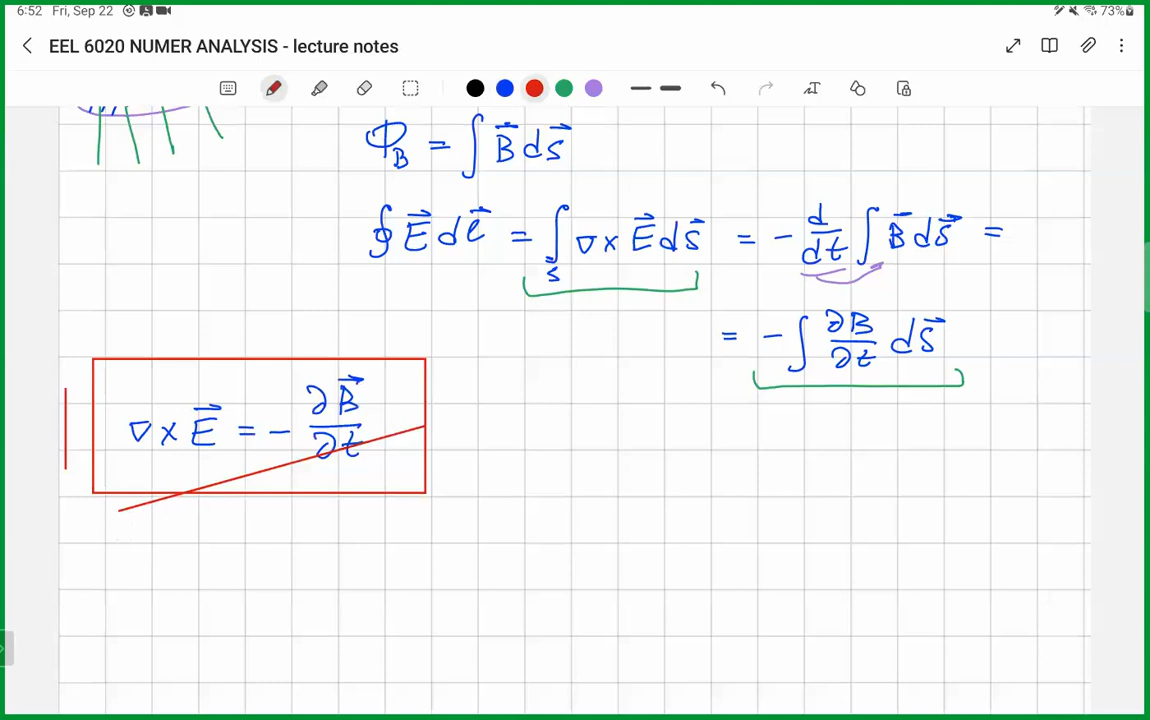 6:52 Fri, Sep 22 73%
EEL 6020 NUMER ANALYSIS - lecture notes
Φ_B = ∫ B⃗ ds⃗
∮ E⃗ dℓ⃗ = ∫_S ∇ × E⃗ ds⃗ = - d/dt ∫ B⃗ ds⃗ =
= - ∫ ∂B/∂t ds⃗
∇ × E⃗ = - ∂B⃗/∂t